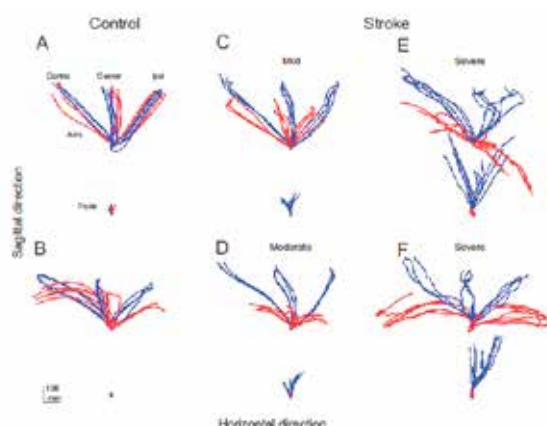 Control
Stroke
A
C
E
Contra
Center
Ipsi
Mild
Severe
Arm
Trunk
Sagittal direction
B
D
F
Moderate
Severe
Horizontal direction